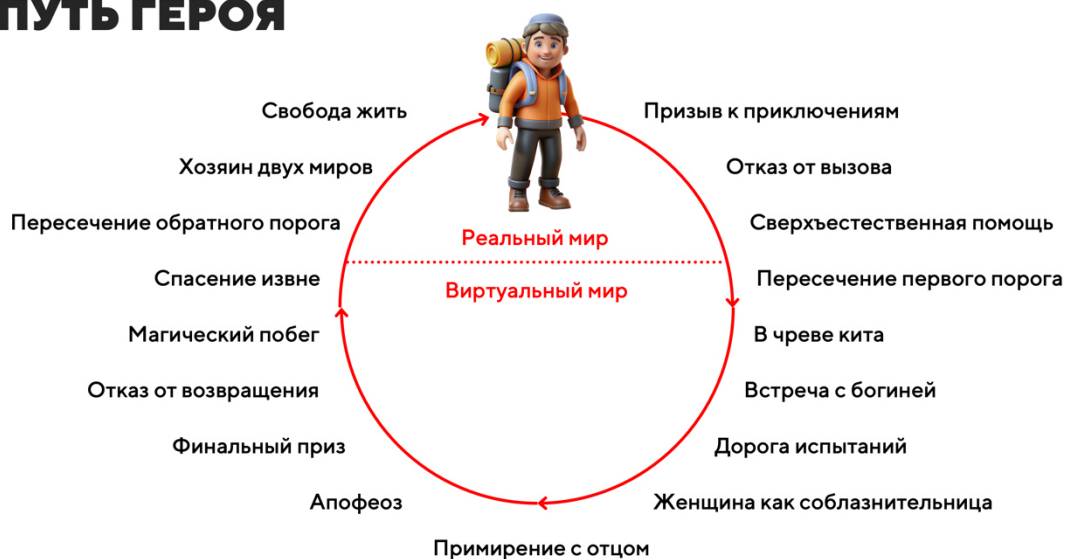 ПУТЬ ГЕРОЯ
Свобода жить
Призыв к приключениям
Хозяин двух миров
Отказ от вызова
Пересечение обратного порога
Сверхъестественная помощь
Реальный мир
Спасение извне
Пересечение первого порога
Виртуальный мир
Магический побег
В чреве кита
Отказ от возвращения
Встреча с богиней
Финальный приз
Дорога испытаний
Апофеоз
Женщина как соблазнительница
Примирение с отцом